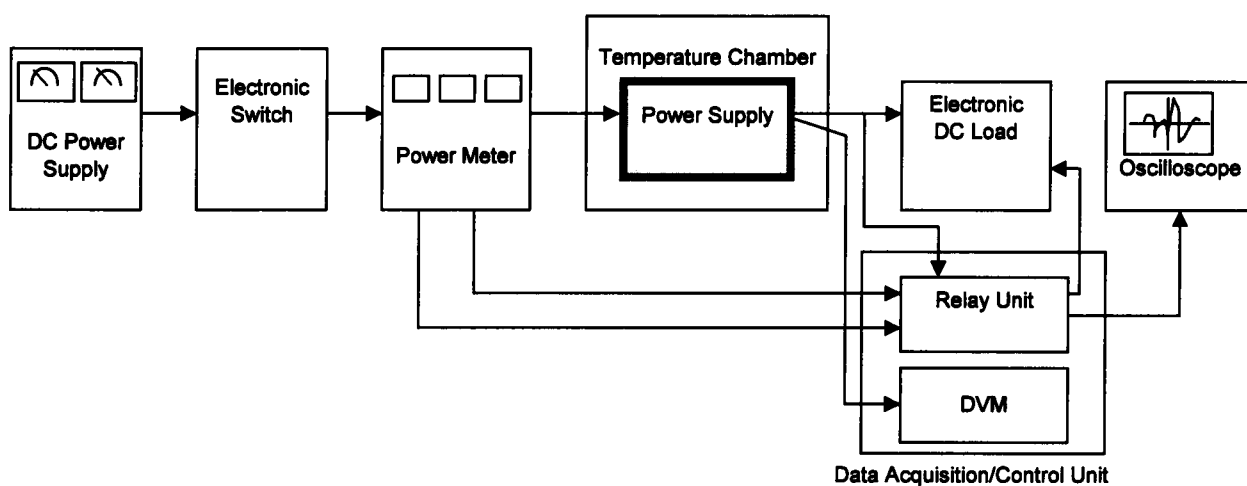 DC Power
Supply
Electronic
Switch
Power Meter
Temperature Chamber
Power Supply
Electronic
DC Load
Oscilloscope
Relay Unit
DVM
Data Acquisition/Control Unit